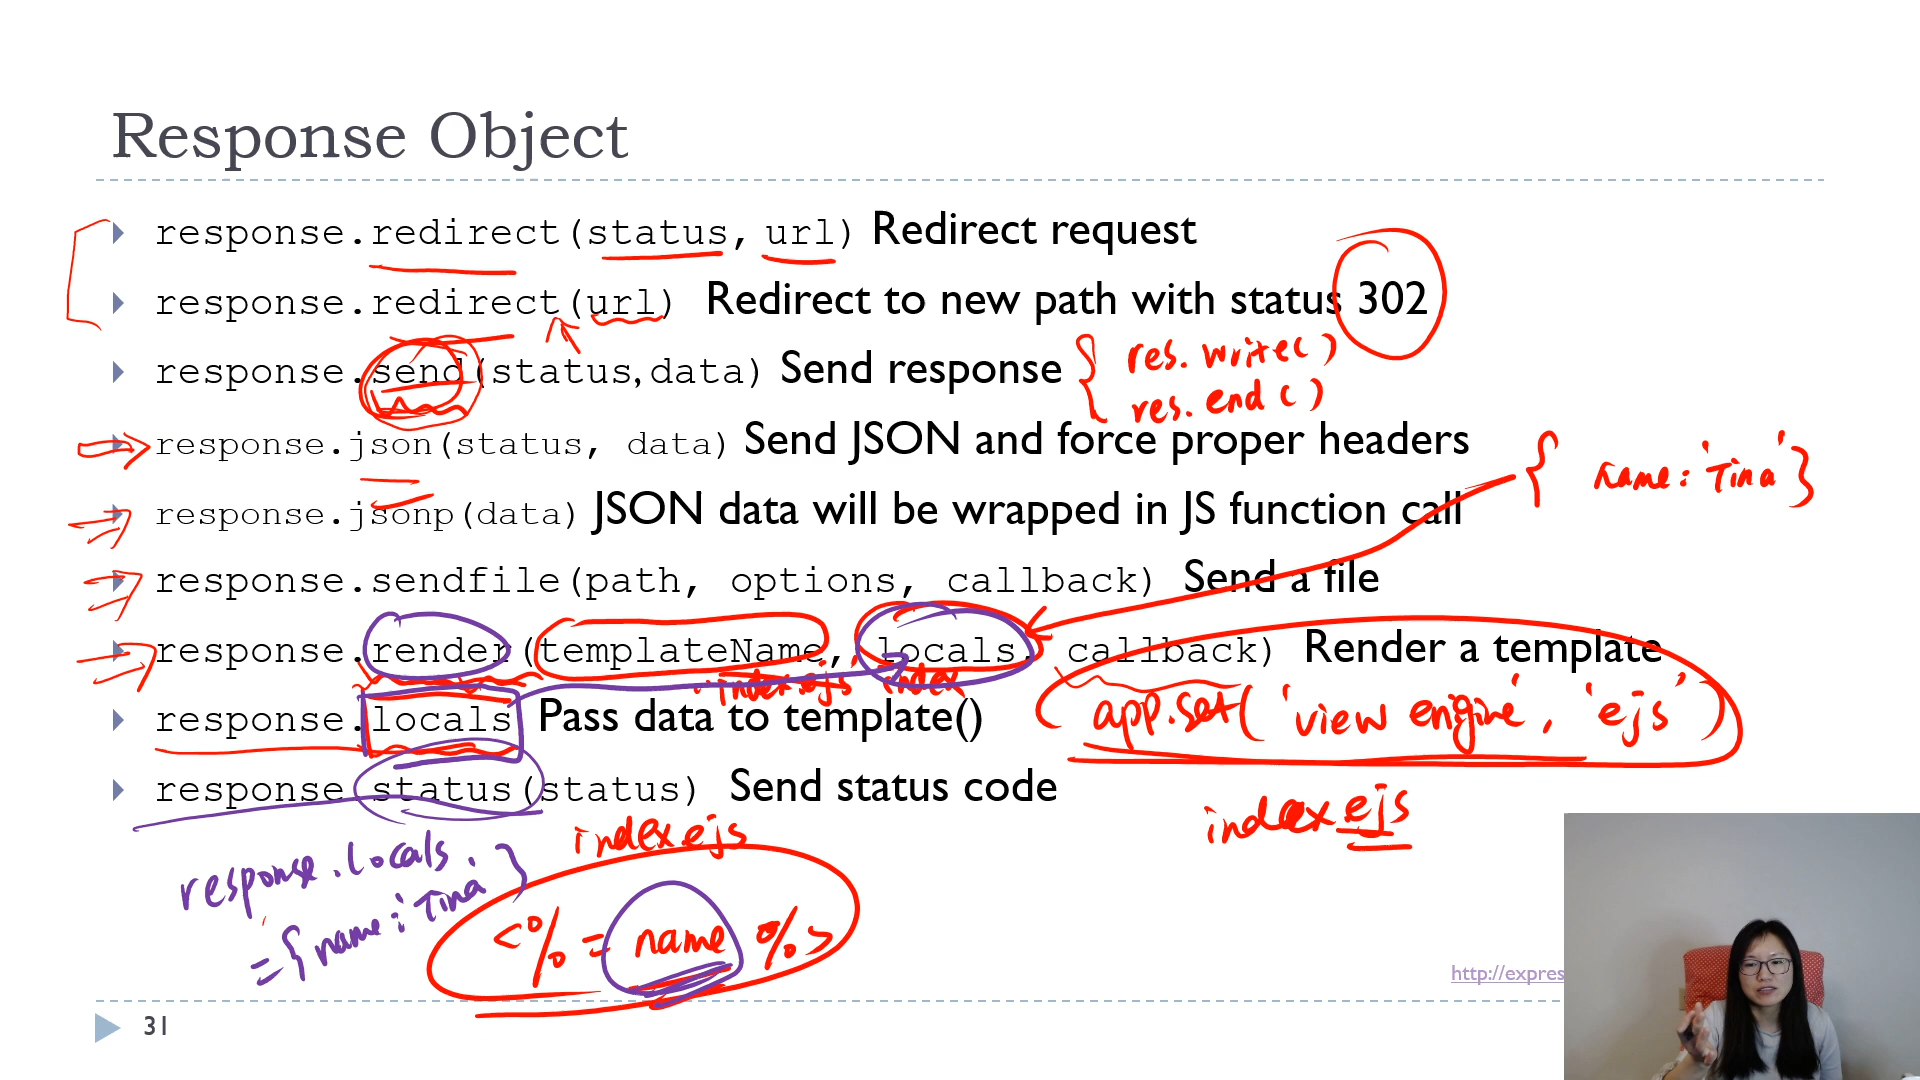 Response Object
response.redirect(status, url) Redirect request
response.redirect(url) Redirect to new path with status 302
response.send(status,data) Send response { res.write()
res.end()
response.json(status, data) Send JSON and force proper headers
{ name: 'Tina' }
response.jsonp(data) JSON data will be wrapped in JS function call
response.sendfile(path, options, callback) Send a file
response.render(templateName, locals, callback) Render a template
'index.ejs' index
response.locals Pass data to template()
app.set('view engine', 'ejs')
response.status(status) Send status code
index.ejs
index.ejs
response.locals
={name: 'Tina'}
<%= name %>
http://expres
31